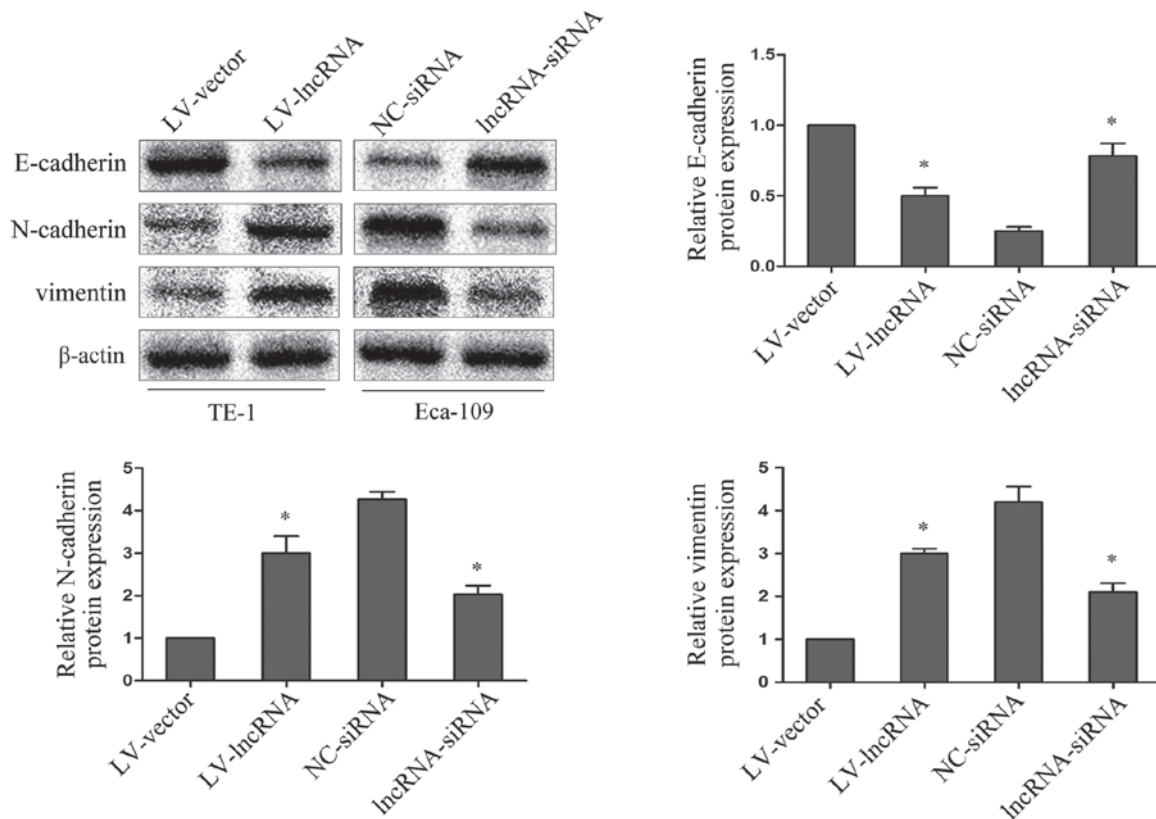 LV-vector
LV-lncRNA
NC-siRNA
lncRNA-siRNA
E-cadherin
N-cadherin
vimentin
β-actin
TE-1
Eca-109
Relative E-cadherin
protein expression
1.5
1.0
0.5
0.0
*
*
LV-vector
LV-lncRNA
NC-siRNA
lncRNA-siRNA
Relative N-cadherin
protein expression
5
4
3
2
1
0
*
*
LV-vector
LV-lncRNA
NC-siRNA
lncRNA-siRNA
Relative vimentin
protein expression
5
4
3
2
1
0
*
*
LV-vector
LV-lncRNA
NC-siRNA
lncRNA-siRNA